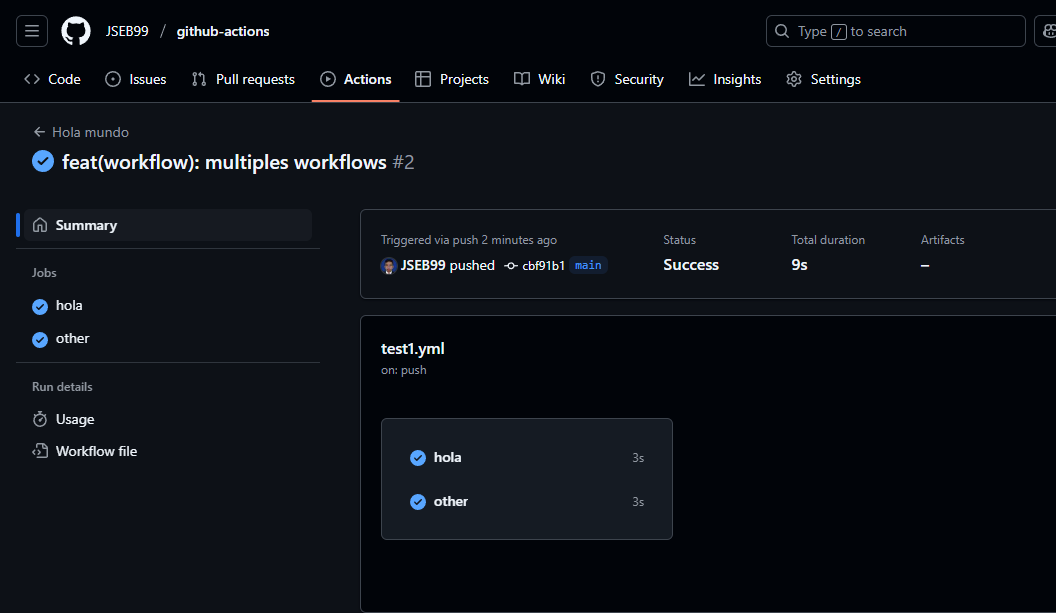 JSEB99 / github-actions
Type / to search
Code Issues Pull requests Actions Projects Wiki Security Insights Settings
Hola mundo
feat(workflow): multiples workflows #2
Summary
Jobs
hola
other
Run details
Usage
Workflow file
Triggered via push 2 minutes ago
JSEB99 pushed cbf91b1 main
Status
Success
Total duration
9s
Artifacts
–
test1.yml
on: push
hola 3s
other 3s